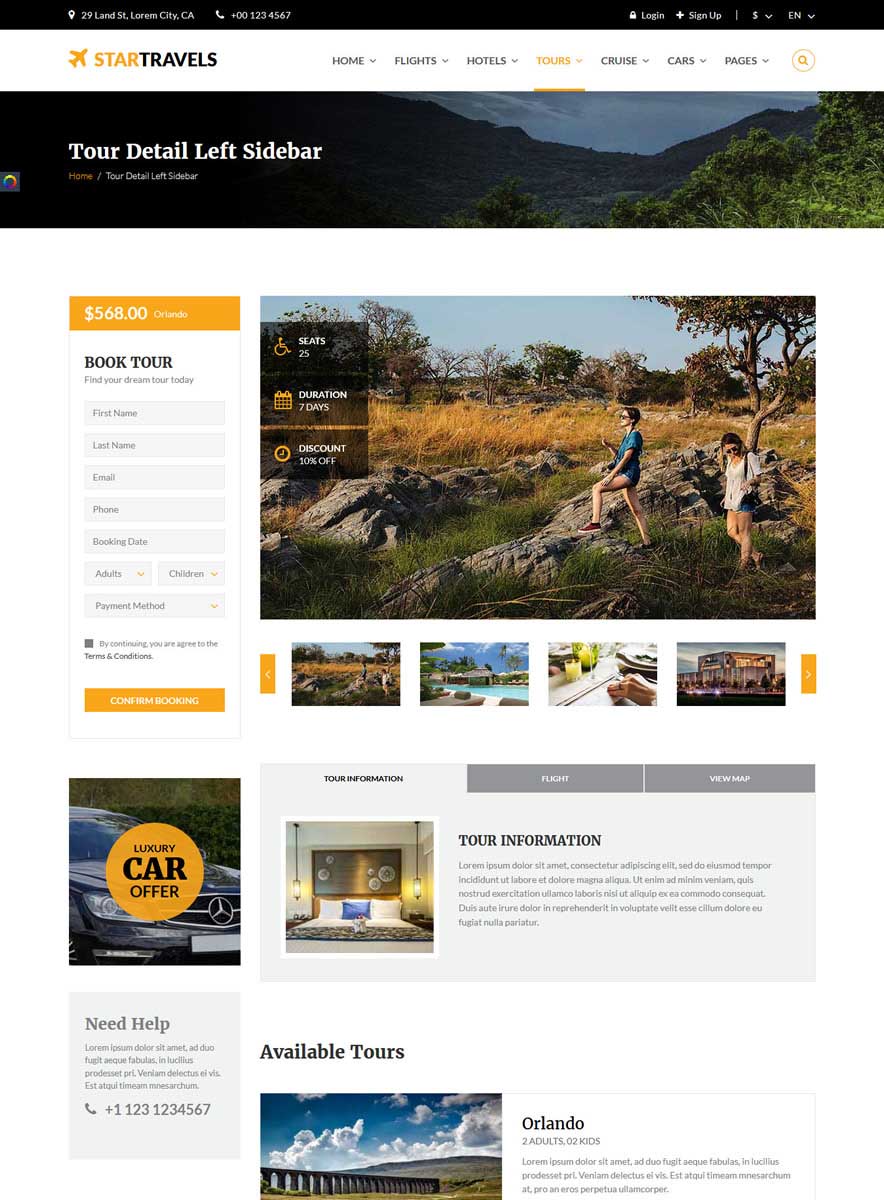 29 Land St, Lorem City, CA +00 123 4567 Login Sign Up | $ EN
STARTRAVELS HOME FLIGHTS HOTELS TOURS CRUISE CARS PAGES
Tour Detail Left Sidebar
Home / Tour Detail Left Sidebar
$568.00 Orlando
BOOK TOUR
Find your dream tour today
First Name
Last Name
Email
Phone
Booking Date
Adults Children
Payment Method
By continuing, you are agree to the
Terms & Conditions.
CONFIRM BOOKING
SEATS
25
DURATION
7 DAYS
DISCOUNT
10% OFF
LUXURY
CAR
OFFER
Need Help
Lorem ipsum dolor sit amet, an duo
fugit aeque fabulas, in lucilius
prodesset pri. Veniam delectus ei vis.
Est atqui timeam mnesarchum.
+1 123 1234567
TOUR INFORMATION FLIGHT VIEW MAP
TOUR INFORMATION
Lorem ipsum dolor sit amet, consectetur adipiscing elit, sed do eiusmod tempor
incididunt ut labore et dolore magna aliqua. Ut enim ad minim veniam, quis
nostrud exercitation ullamco laboris nisi ut aliquip ex ea commodo consequat.
Duis aute irure dolor in reprehenderit in voluptate velit esse cillum dolore eu
fugiat nulla pariatur.
Available Tours
Orlando
2 ADULTS, 02 KIDS
Lorem ipsum dolor sit amet, an duo fugit aeque fabulas, in lucilius
prodesset pri. Veniam delectus ei vis. Est atqui timeam mnesarchum
at, pro an eros perpetua ullamcorper.